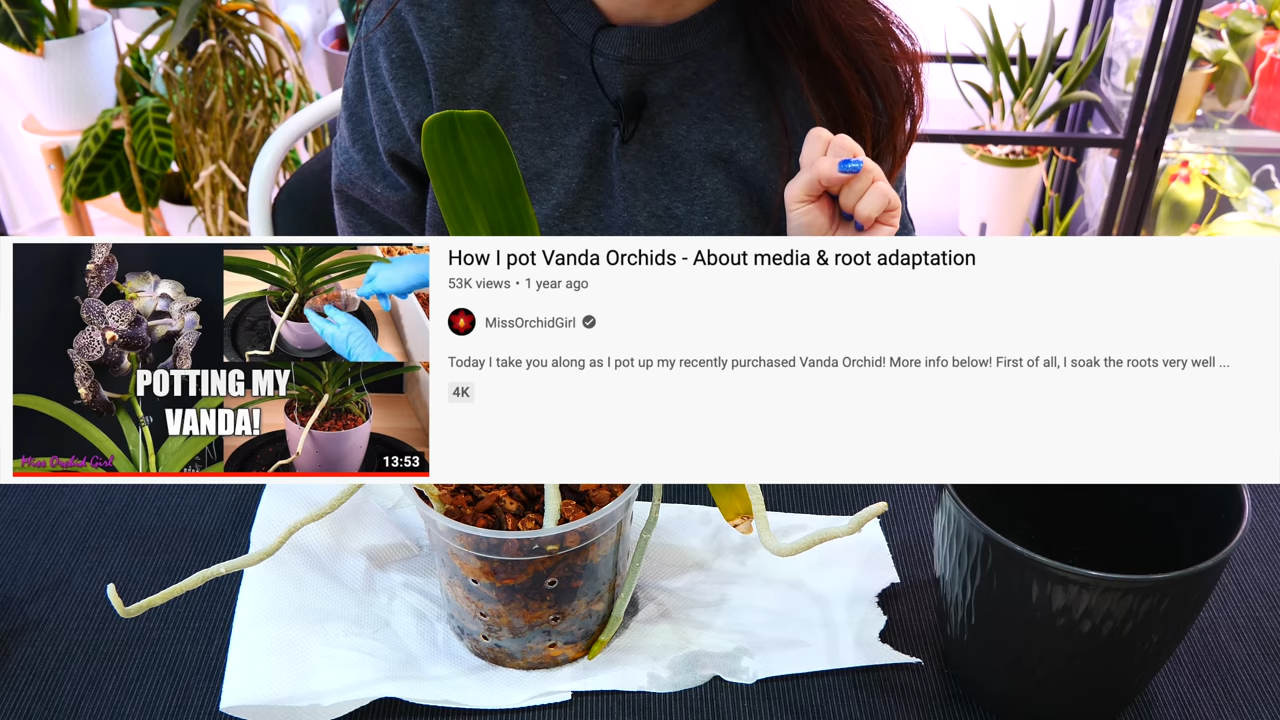 How I pot Vanda Orchids - About media & root adaptation
53K views • 1 year ago
MissOrchidGirl
Today I take you along as I pot up my recently purchased Vanda Orchid! More info below! First of all, I soak the roots very well ...
4K
POTTING MY
VANDA!
Miss Orchid Girl
13:53